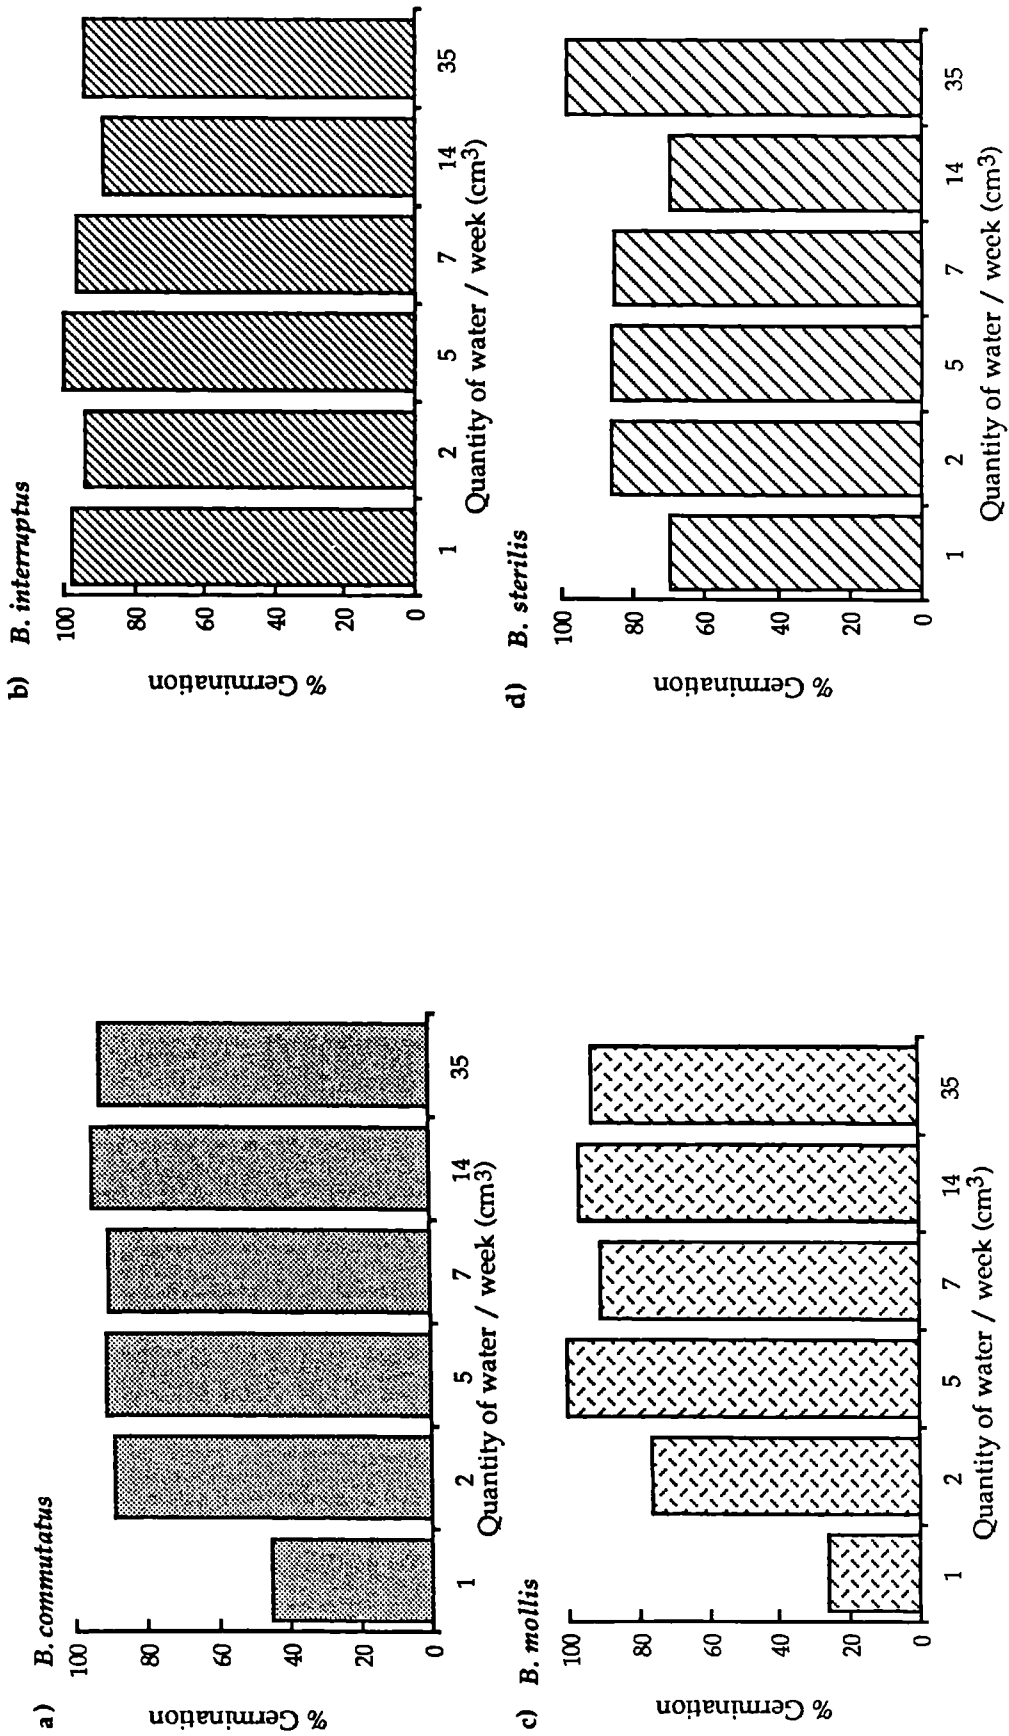 a) B. commutatus
% Germination
100
80
60
40
20
0
1 2 5 7 14 35
Quantity of water / week (cm3)
b) B. interruptus
% Germination
100
80
60
40
20
0
1 2 5 7 14 35
Quantity of water / week (cm3)
c) B. mollis
% Germination
100
80
60
40
20
0
1 2 5 7 14 35
Quantity of water / week (cm3)
d) B. sterilis
% Germination
100
80
60
40
20
0
1 2 5 7 14 35
Quantity of water / week (cm3)